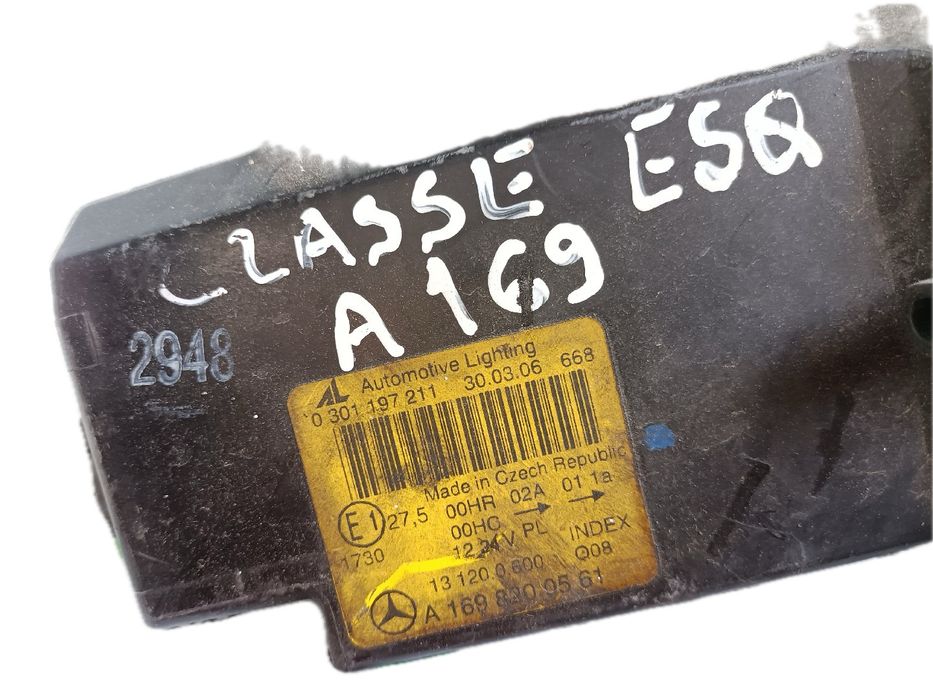 CLASSE ESQ
A 169
2948
AL Automotive Lighting
0 301 197 211 30.03.06 668
Made in Czech Republic
E1 27,5 00HR 02A 01 1a
00HC → PL →
1730 12,24V INDEX
13 120 0 600 Q08
A 169 820 05 61